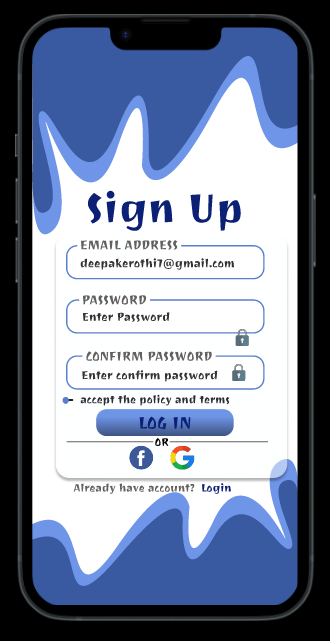 Sign Up
EMAIL ADDRESS
deepakerothi7@gmail.com
PASSWORD
Enter Password
CONFIRM PASSWORD
Enter confirm password
accept the policy and terms
LOG IN
OR
Already have account? Login